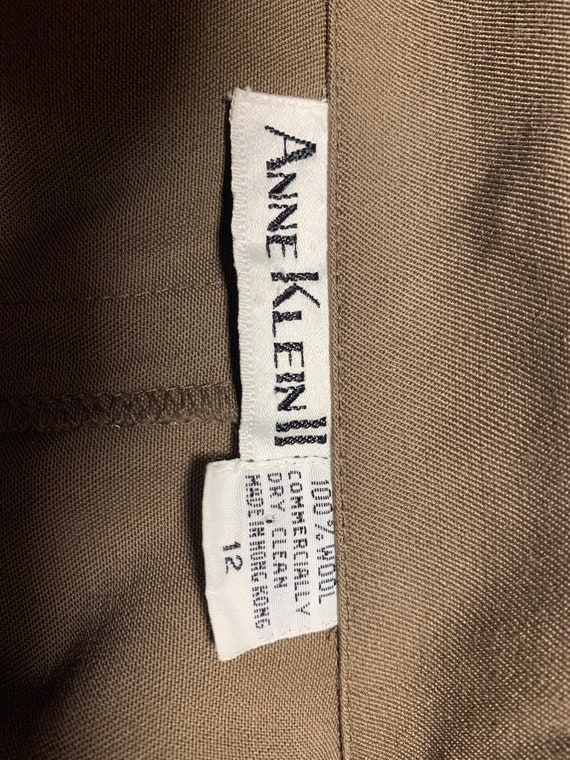 ANNE KLEIN II
100% WOOL
COMMERCIALLY
DRY CLEAN
MADE IN HONG KONG
12